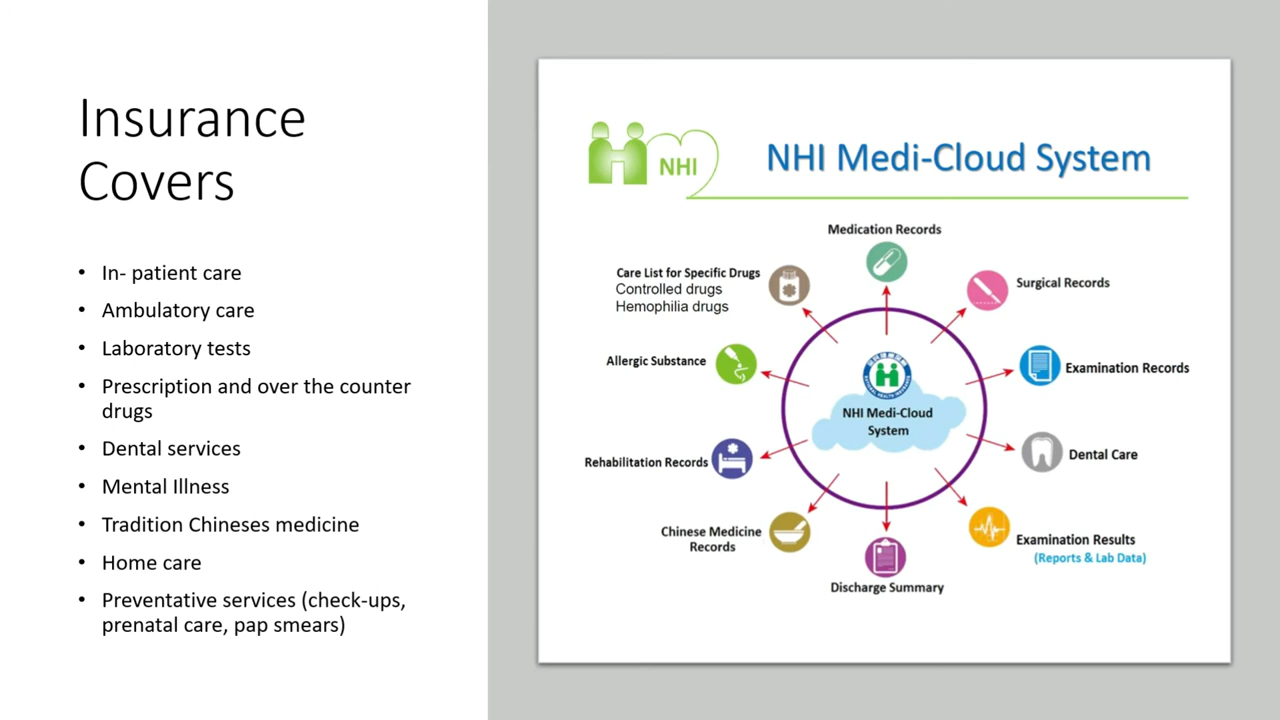 Insurance
Covers
• In- patient care
• Ambulatory care
• Laboratory tests
• Prescription and over the counter
drugs
• Dental services
• Mental Illness
• Tradition Chineses medicine
• Home care
• Preventative services (check-ups,
prenatal care, pap smears)
NHI
NHI Medi-Cloud System
Medication Records
Care List for Specific Drugs
Controlled drugs
Hemophilia drugs
Surgical Records
Allergic Substance
Examination Records
NHI Medi-Cloud
System
Rehabilitation Records
Dental Care
Chinese Medicine
Records
Examination Results
(Reports & Lab Data)
Discharge Summary